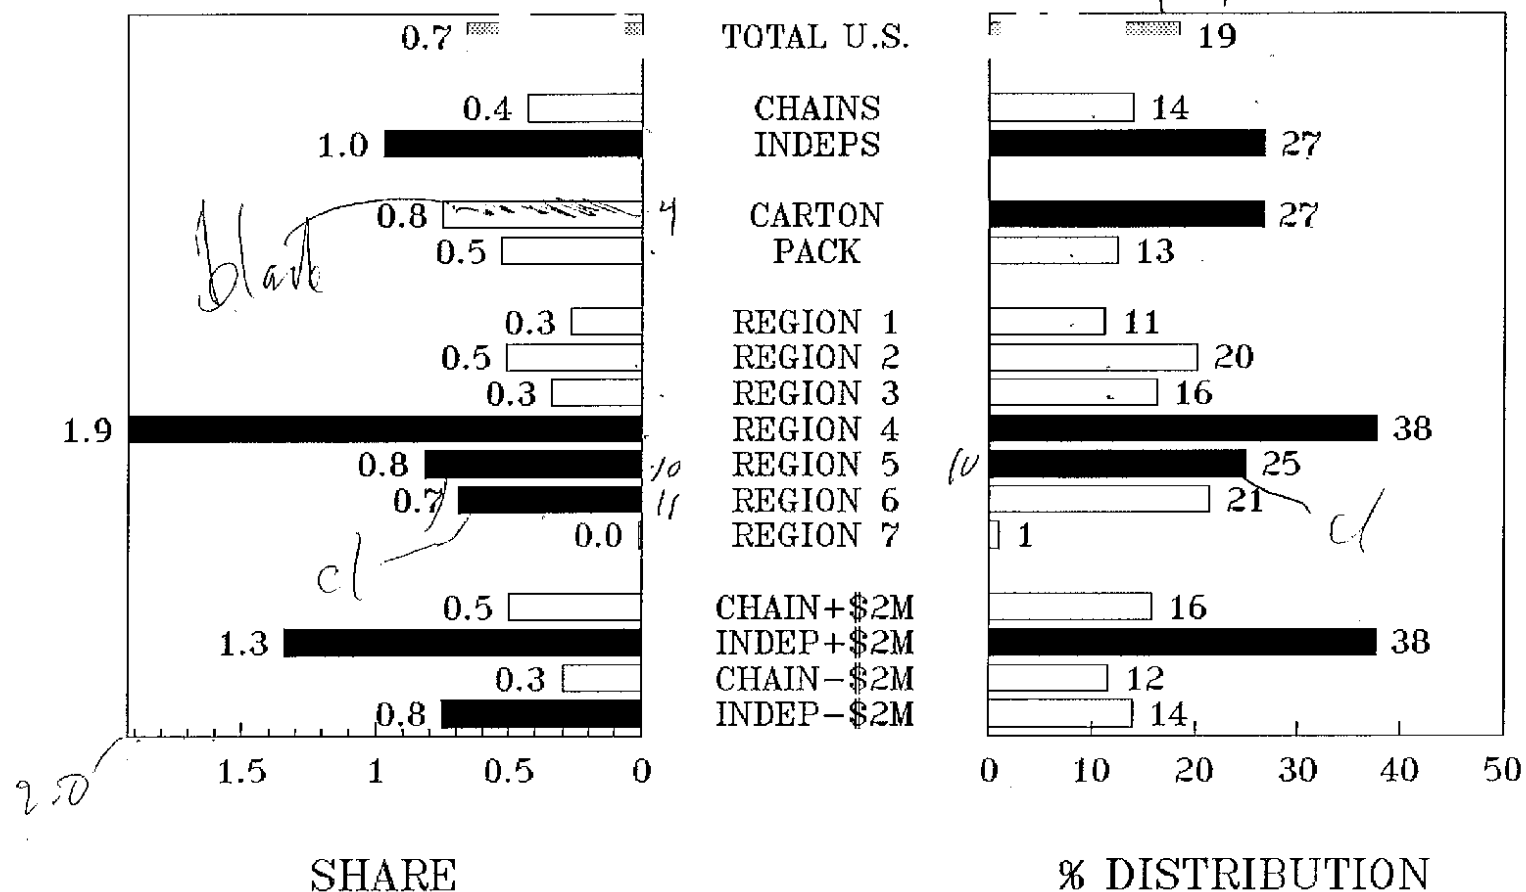 0.7 TOTAL U.S. 19
0.4 CHAINS 14
1.0 INDEPS 27
0.8 4 CARTON 27
0.5 PACK 13
0.3 REGION 1 11
0.5 REGION 2 20
0.3 REGION 3 16
1.9 REGION 4 38
0.8 10 REGION 5 10 25
0.7 11 REGION 6 21
0.0 REGION 7 1
cl cl
0.5 CHAIN+$2M 16
1.3 INDEP+$2M 38
0.3 CHAIN-$2M 12
0.8 INDEP-$2M 14
1.5 1 0.5 0 0 10 20 30 40 50
SHARE % DISTRIBUTION